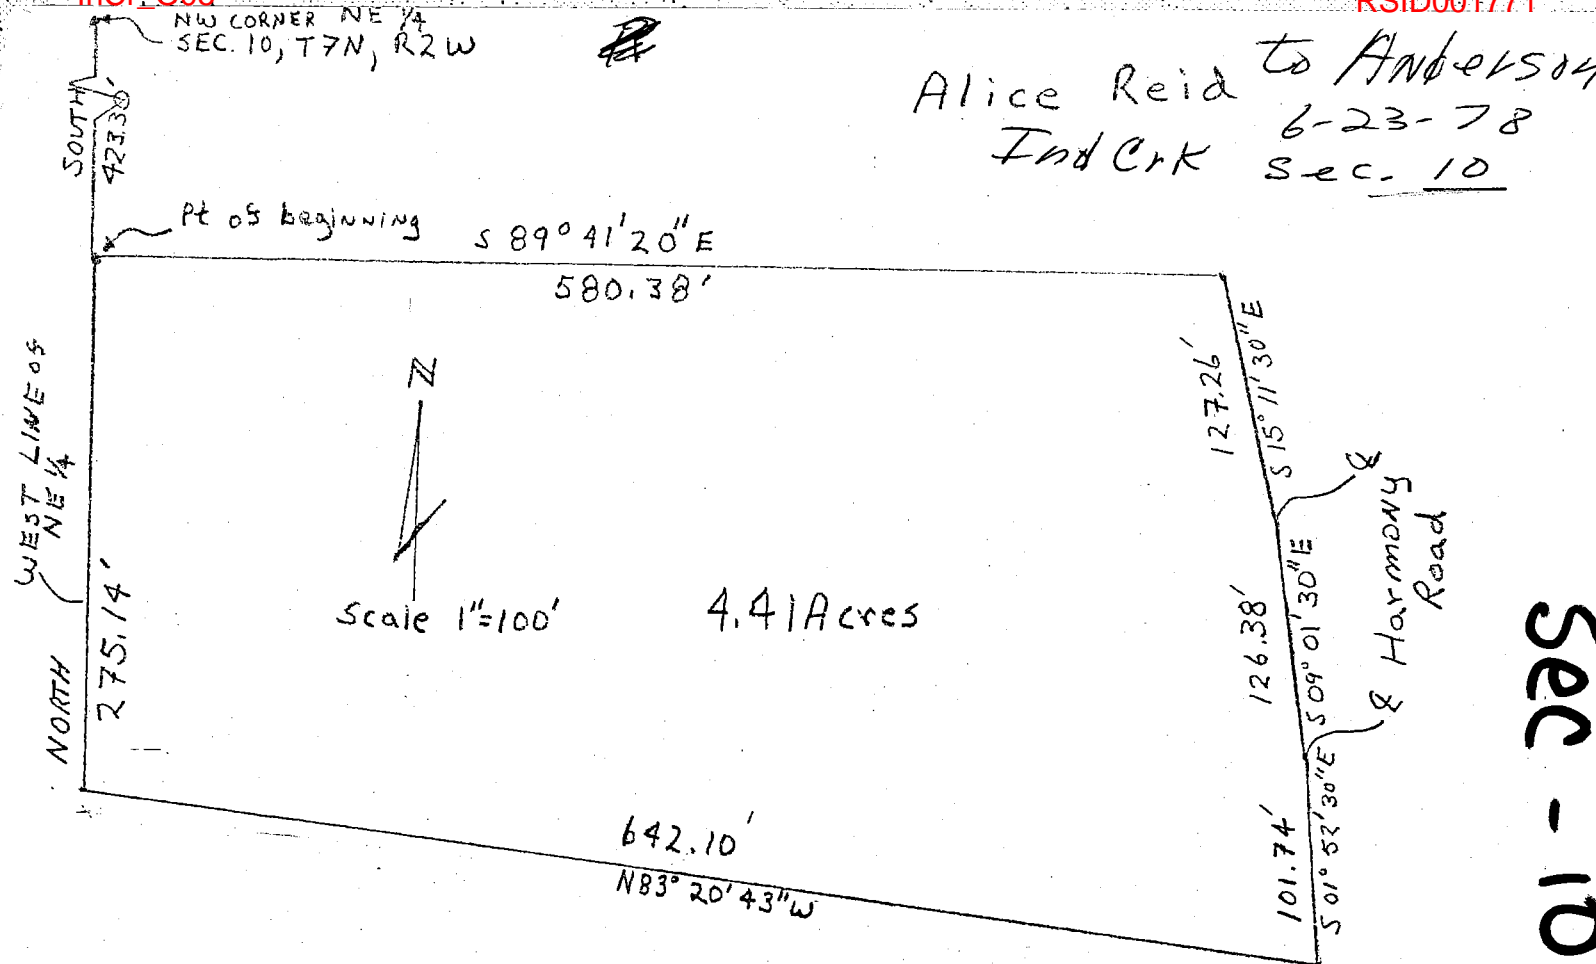 RSID001771
NW CORNER NE 1/4
SEC. 10, T7N, R2W
Alice Reid to Anderson
6-23-78
Ind Crk Sec. 10
SOUTH
423.3'
Pt of beginning
S 89° 41' 20" E
580.38'
N
Scale 1"=100'
4.41 Acres
WEST LINE of
NE 1/4
NORTH
275.14'
127.26'
S 15° 11' 30" E
℄
126.38'
S 09° 01' 30" E
℄ Harmony
Road
101.74'
S 01° 52' 30" E
642.10'
N83° 20' 43" W
Sec - 10